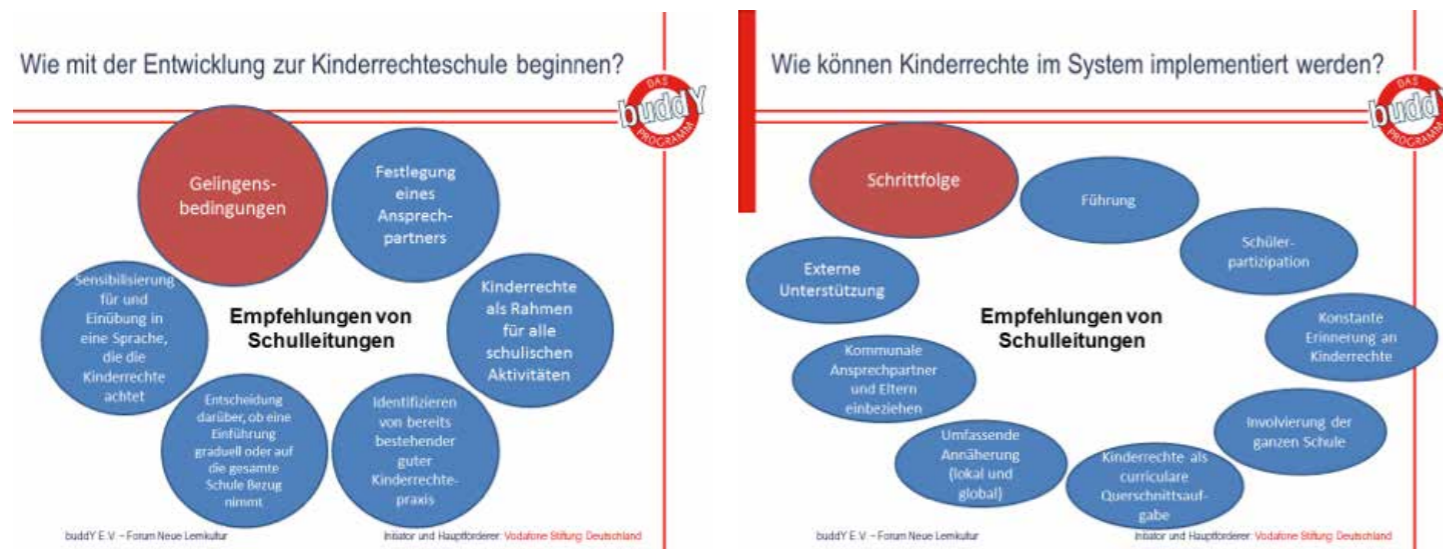 Wie mit der Entwicklung zur Kinderrechteschule beginnen?
DAS
buddY
PROGRAMM
Gelingens-
bedingungen
Festlegung
eines
Ansprech-
partners
Kinderrechte
als Rahmen
für alle
schulischen
Aktivitäten
Identifizieren
von bereits
bestehender
guter
Kinderrechte-
praxis
Entscheidung
darüber, ob eine
Einführung
graduell oder auf
die gesamte
Schule Bezug
nimmt
Sensibilisierung
für und
Einübung in
eine Sprache,
die die
Kinderrechte
achtet
Empfehlungen von
Schulleitungen
buddY E.V. – Forum Neue Lernkultur
Initiator und Hauptförderer: Vodafone Stiftung Deutschland
Wie können Kinderrechte im System implementiert werden?
DAS
buddY
PROGRAMM
Schrittfolge
Führung
Schüler-
partizipation
Konstante
Erinnerung an
Kinderrechte
Involvierung der
ganzen Schule
Kinderrechte als
curriculare
Querschnittsauf-
gabe
Umfassende
Annäherung
(lokal und
global)
Kommunale
Ansprechpartner
und Eltern
einbeziehen
Externe
Unterstützung
Empfehlungen von
Schulleitungen
buddY E.V. – Forum Neue Lernkultur
Initiator und Hauptförderer: Vodafone Stiftung Deutschland